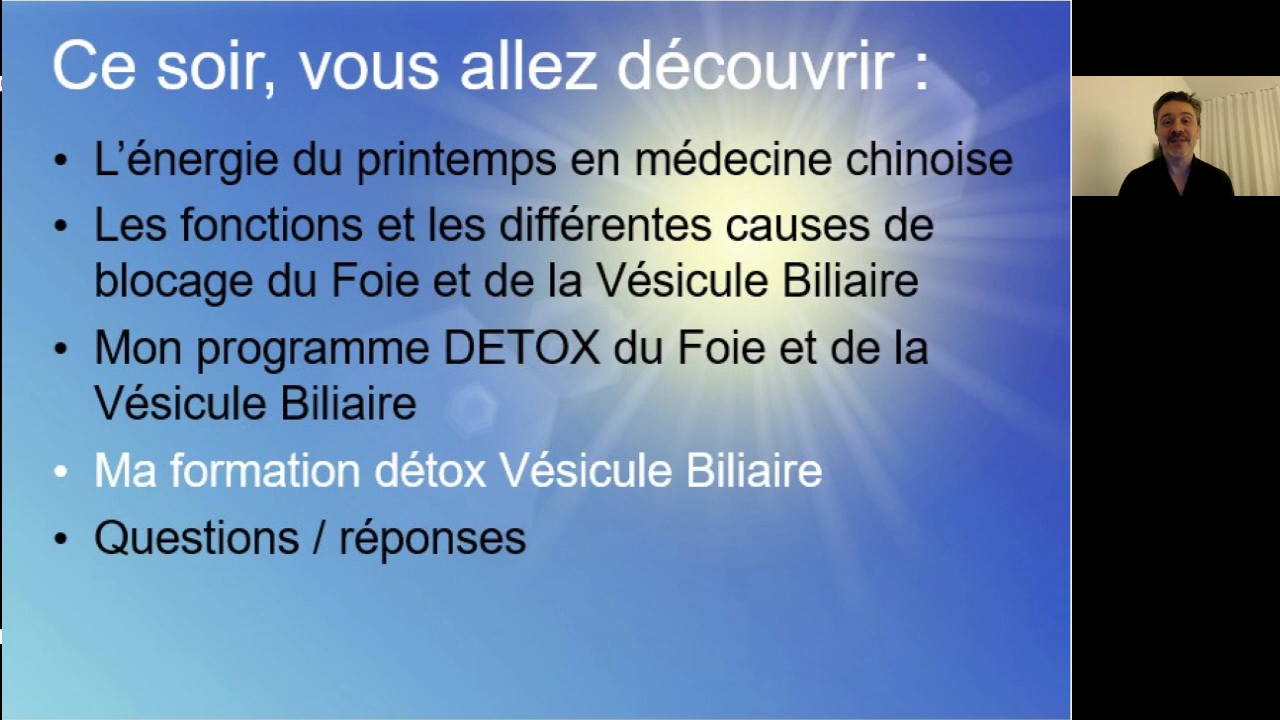 Ce soir, vous allez découvrir :
• L'énergie du printemps en médecine chinoise
• Les fonctions et les différentes causes de
blocage du Foie et de la Vésicule Biliaire
• Mon programme DETOX du Foie et de la
Vésicule Biliaire
• Ma formation détox Vésicule Biliaire
• Questions / réponses